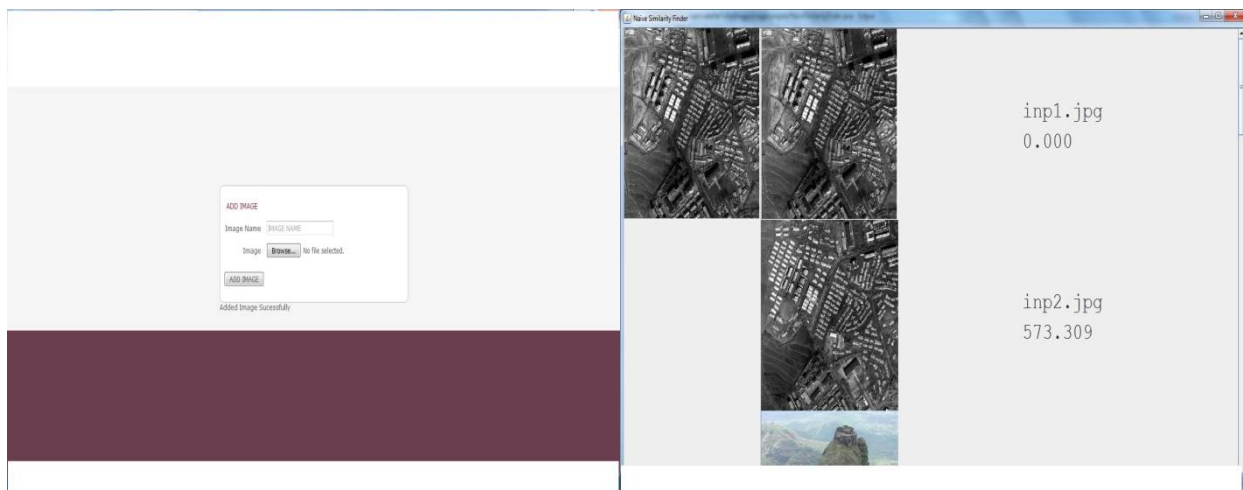 ADD IMAGE
Image Name IMAGE NAME
Image Browse... No file selected.
ADD IMAGE
Added Image Sucessfully
Naive Similarity Finder
inp1.jpg
0.000
inp2.jpg
573.309